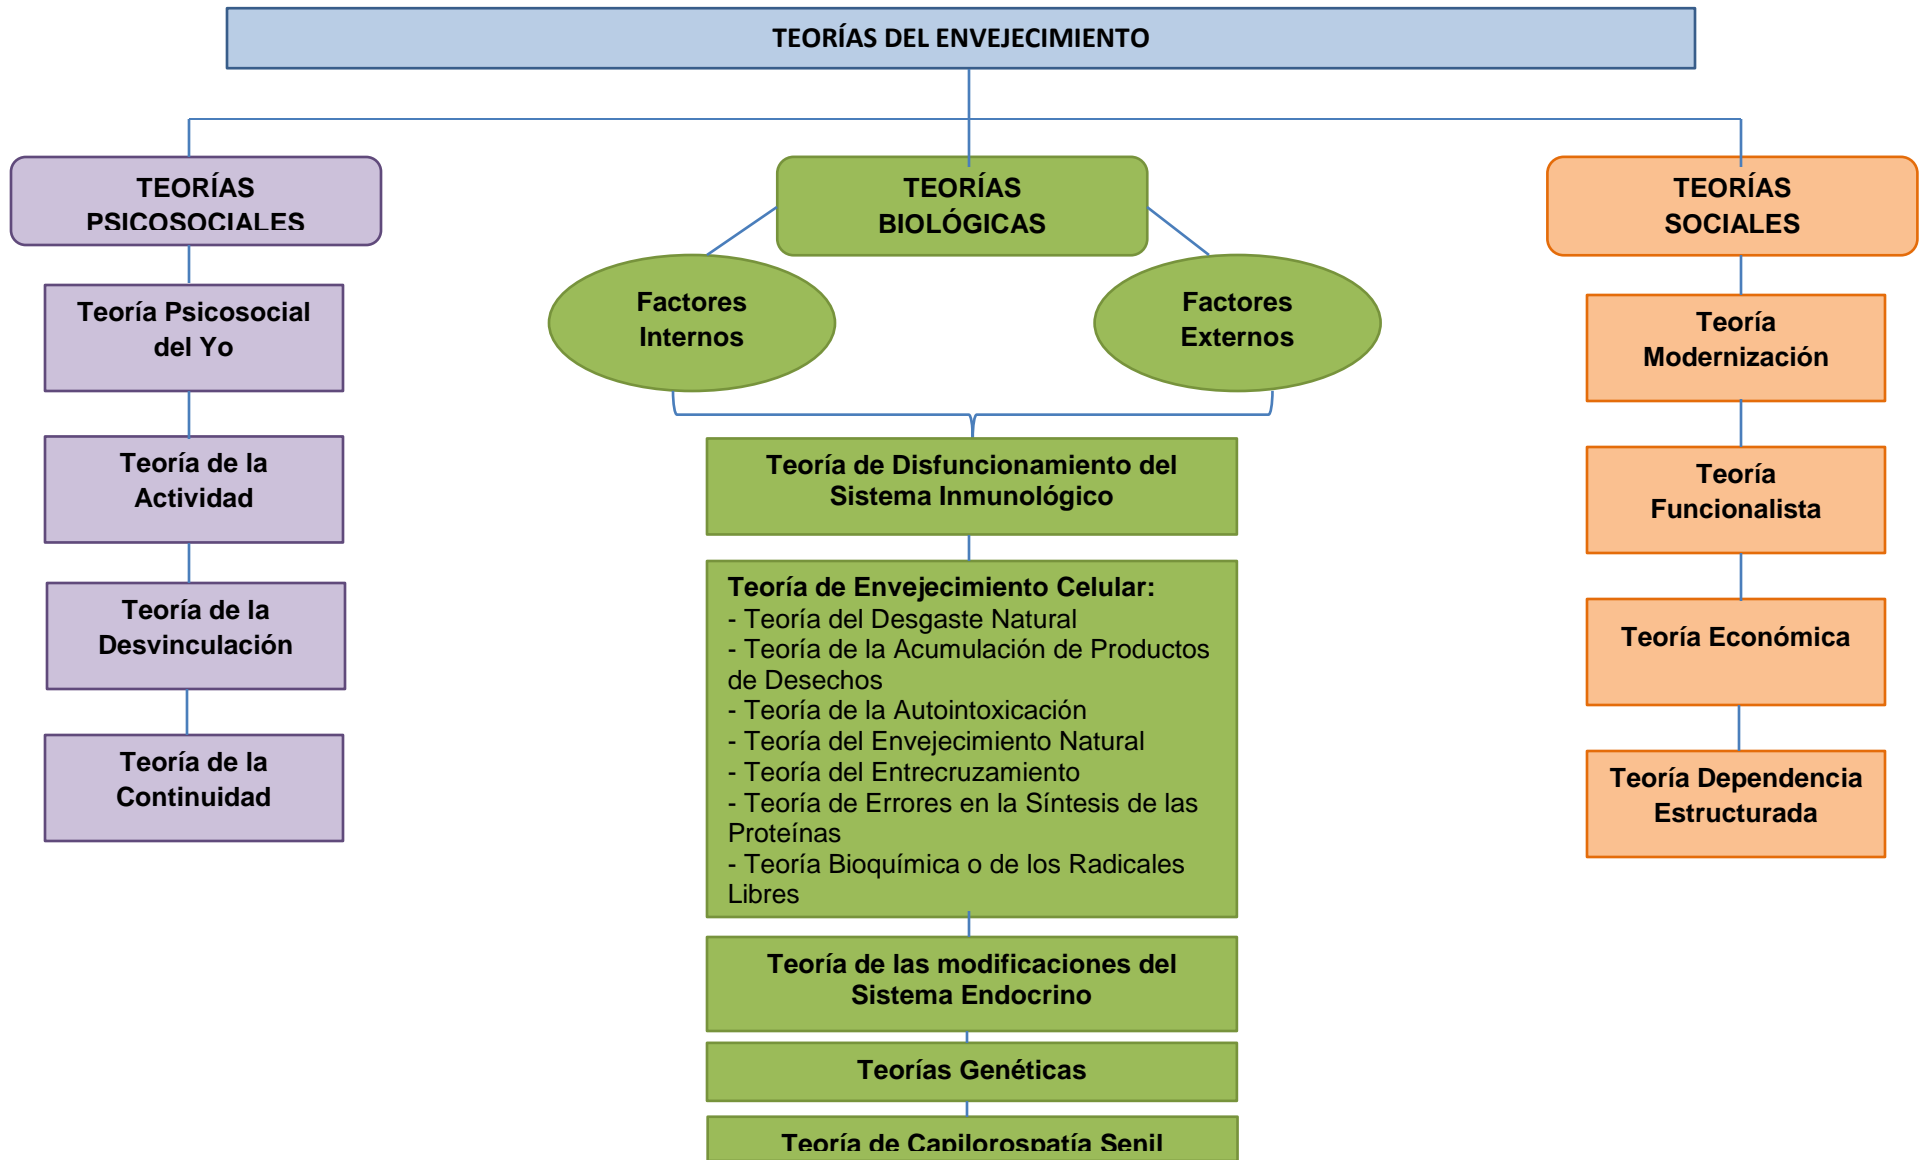 TEORÍAS DEL ENVEJECIMIENTO
TEORÍAS
PSICOSOCIALES
Teoría Psicosocial
del Yo
Teoría de la
Actividad
Teoría de la
Desvinculación
Teoría de la
Continuidad
TEORÍAS
BIOLÓGICAS
Factores
Internos
Factores
Externos
Teoría de Disfuncionamiento del
Sistema Inmunológico
Teoría de Envejecimiento Celular:
- Teoría del Desgaste Natural
- Teoría de la Acumulación de Productos
de Desechos
- Teoría de la Autointoxicación
- Teoría del Envejecimiento Natural
- Teoría del Entrecruzamiento
- Teoría de Errores en la Síntesis de las
Proteínas
- Teoría Bioquímica o de los Radicales
Libres
Teoría de las modificaciones del
Sistema Endocrino
Teorías Genéticas
Teoría de Capilorospatía Senil
TEORÍAS
SOCIALES
Teoría
Modernización
Teoría
Funcionalista
Teoría Económica
Teoría Dependencia
Estructurada